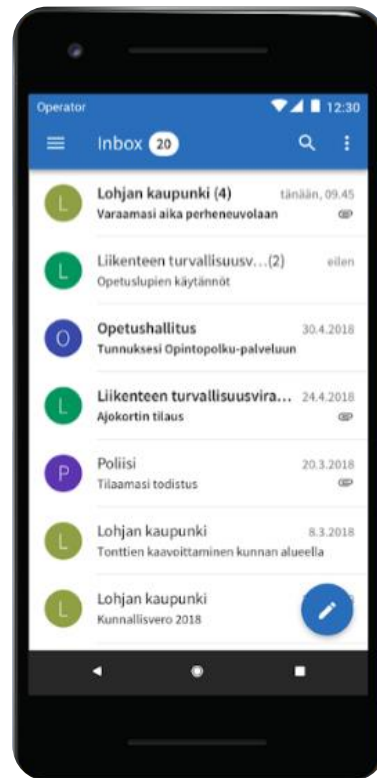 Operator 12:30
Inbox 20
L Lohjan kaupunki (4) tänään, 09.45
Varaamasi aika perheneuvolaan
L Liikenteen turvallisuusv...(2) eilen
Opetuslupien käytännöt
O Opetushallitus 30.4.2018
Tunnuksesi Opintopolku-palveluun
L Liikenteen turvallisuusvira... 24.4.2018
Ajokortin tilaus
P Poliisi 20.3.2018
Tilaamasi todistus
L Lohjan kaupunki 8.3.2018
Tonttien kaavoittaminen kunnan alueella
L Lohjan kaupunki
Kunnallisvero 2018